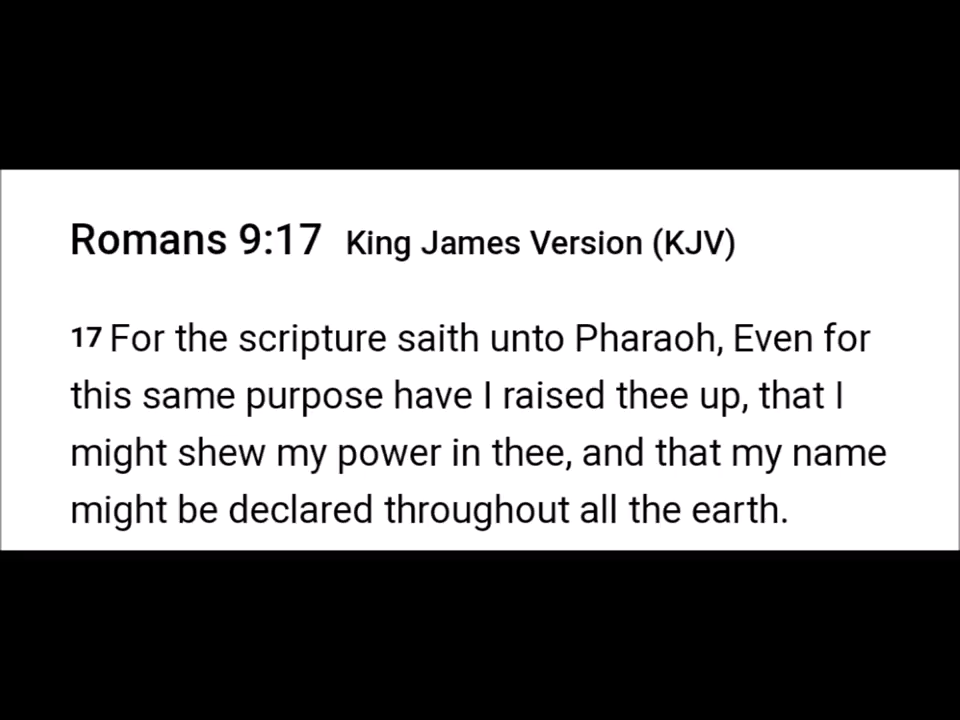 Romans 9:17 King James Version (KJV)
17 For the scripture saith unto Pharaoh, Even for
this same purpose have I raised thee up, that I
might shew my power in thee, and that my name
might be declared throughout all the earth.